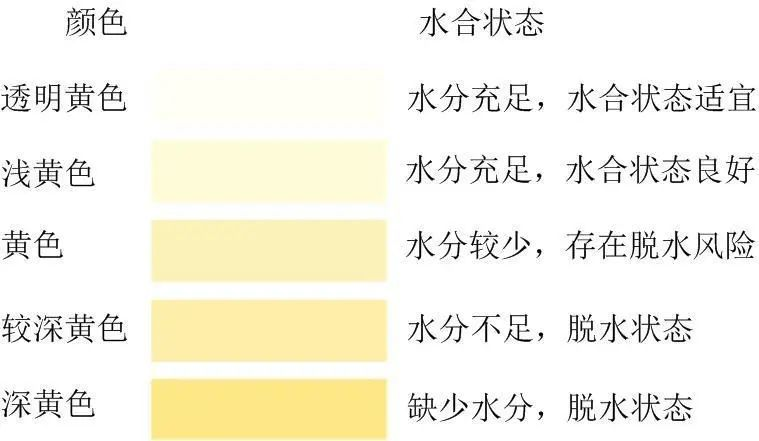 颜色 水合状态
透明黄色 水分充足，水合状态适宜
浅黄色 水分充足，水合状态良好
黄色 水分较少，存在脱水风险
较深黄色 水分不足，脱水状态
深黄色 缺少水分，脱水状态